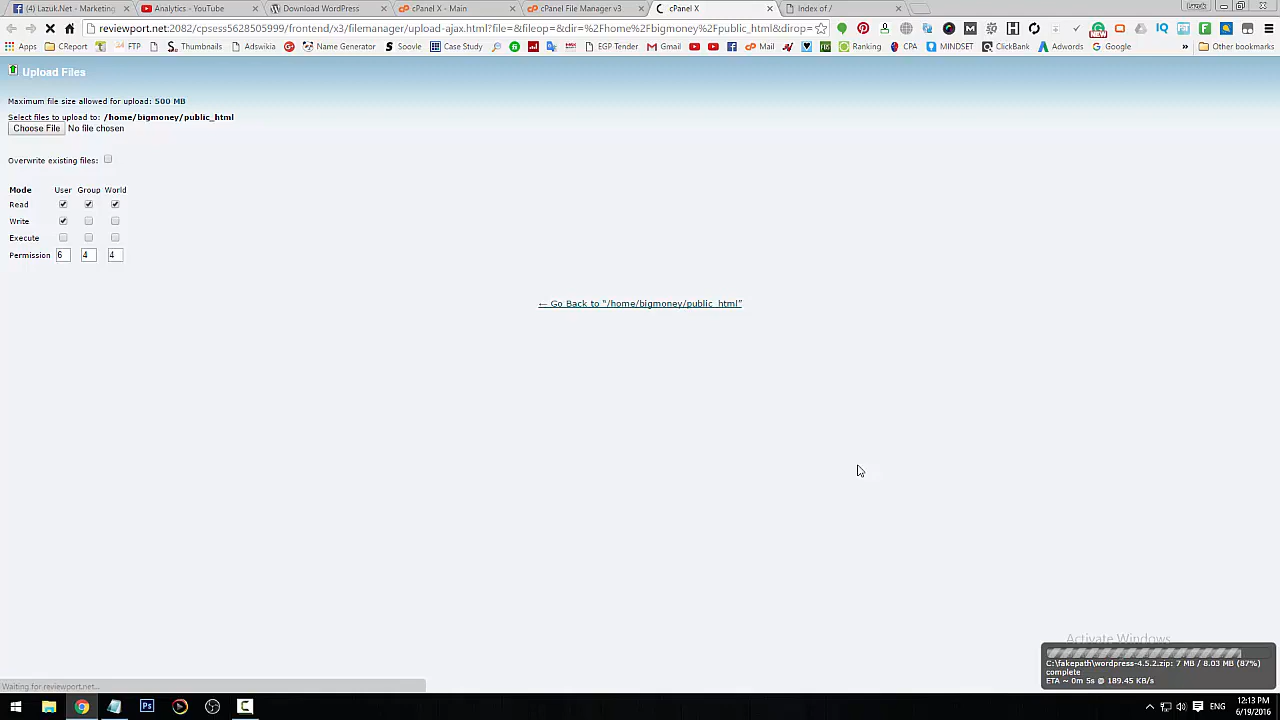 (4) Lazuk.Net - Marketing
Analytics - YouTube
Download WordPress
cPanel X - Main
cPanel File Manager v3
cPanel X
Index of /
reviewport.net:2082/cpsess5628505999/frontend/x3/filemanager/upload-ajax.html?file=&fileop=&dir=%2Fhome%2Fbigmoney%2Fpublic_html&dirop=
Apps
CReport
Thumbnails
FTP
Adswikia
Name Generator
Scoole
Case Study
EGP Tender
Gmail
Mail
Ranking
CPA
MINDSET
ClickBank
Adwords
Google
»
Other bookmarks
NEW
Upload Files
Maximum file size allowed for upload: 500 MB
Select files to upload to: /home/bigmoney/public_html
Choose File No file chosen
Overwrite existing files:
Mode User Group World
Read
Write
Execute
Permission 6 4 4
← Go Back to "/home/bigmoney/public_html"
Activate Windows
C:\fakepath\wordpress-4.5.2.zip: 7 MB / 8.03 MB (87%)
complete
ETA ~ 0m 5s @ 189.45 KB/s
Waiting for reviewport.net...
ENG
12:13 PM
6/19/2016